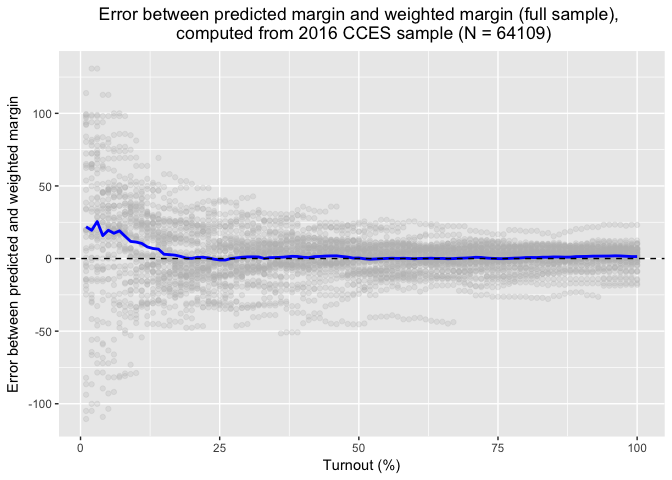 Error between predicted margin and weighted margin (full sample),
computed from 2016 CCES sample (N = 64109)
Error between predicted and weighted margin
100
50
0
-50
-100
0 25 50 75 100
Turnout (%)